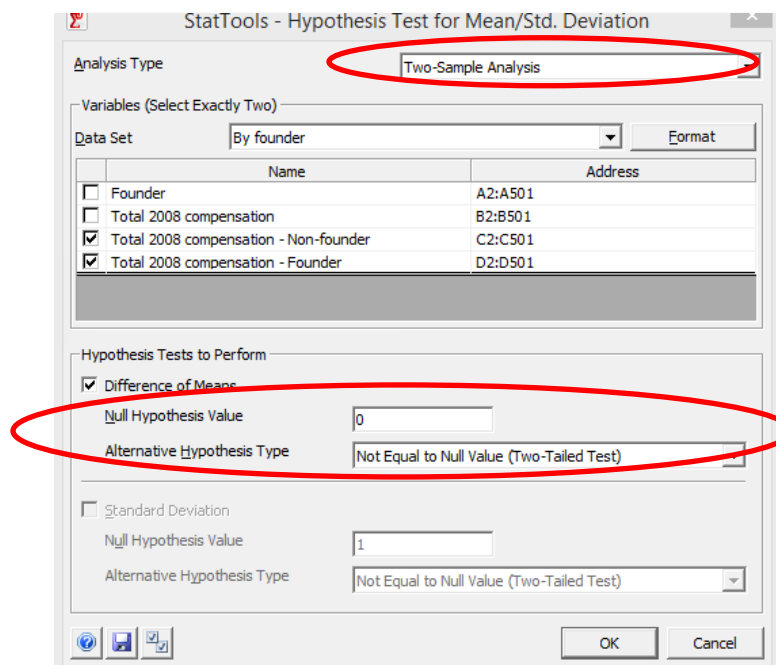 StatTools - Hypothesis Test for Mean/Std. Deviation
Analysis Type Two-Sample Analysis
Variables (Select Exactly Two)
Data Set By founder Format
Name Address
Founder A2:A501
Total 2008 compensation B2:B501
Total 2008 compensation - Non-founder C2:C501
Total 2008 compensation - Founder D2:D501
Hypothesis Tests to Perform
Difference of Means
Null Hypothesis Value 0
Alternative Hypothesis Type Not Equal to Null Value (Two-Tailed Test)
Standard Deviation
Null Hypothesis Value 1
Alternative Hypothesis Type Not Equal to Null Value (Two-Tailed Test)
OK Cancel